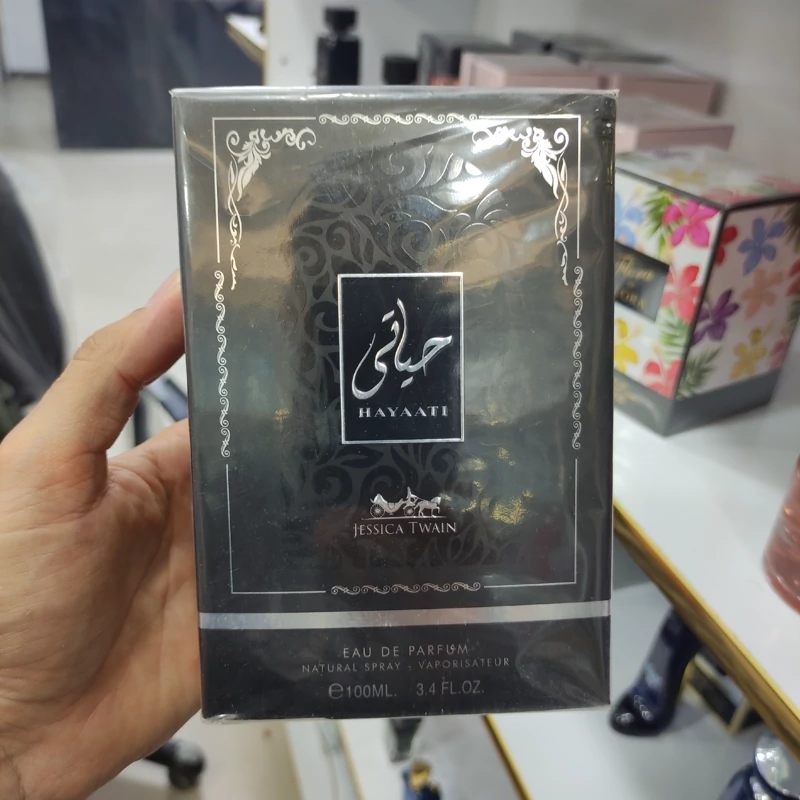 حياتي
HAYAATI
JESSICA TWAIN
EAU DE PARFUM
NATURAL SPRAY - VAPORISATEUR
℮100ML. 3.4 FL.OZ.